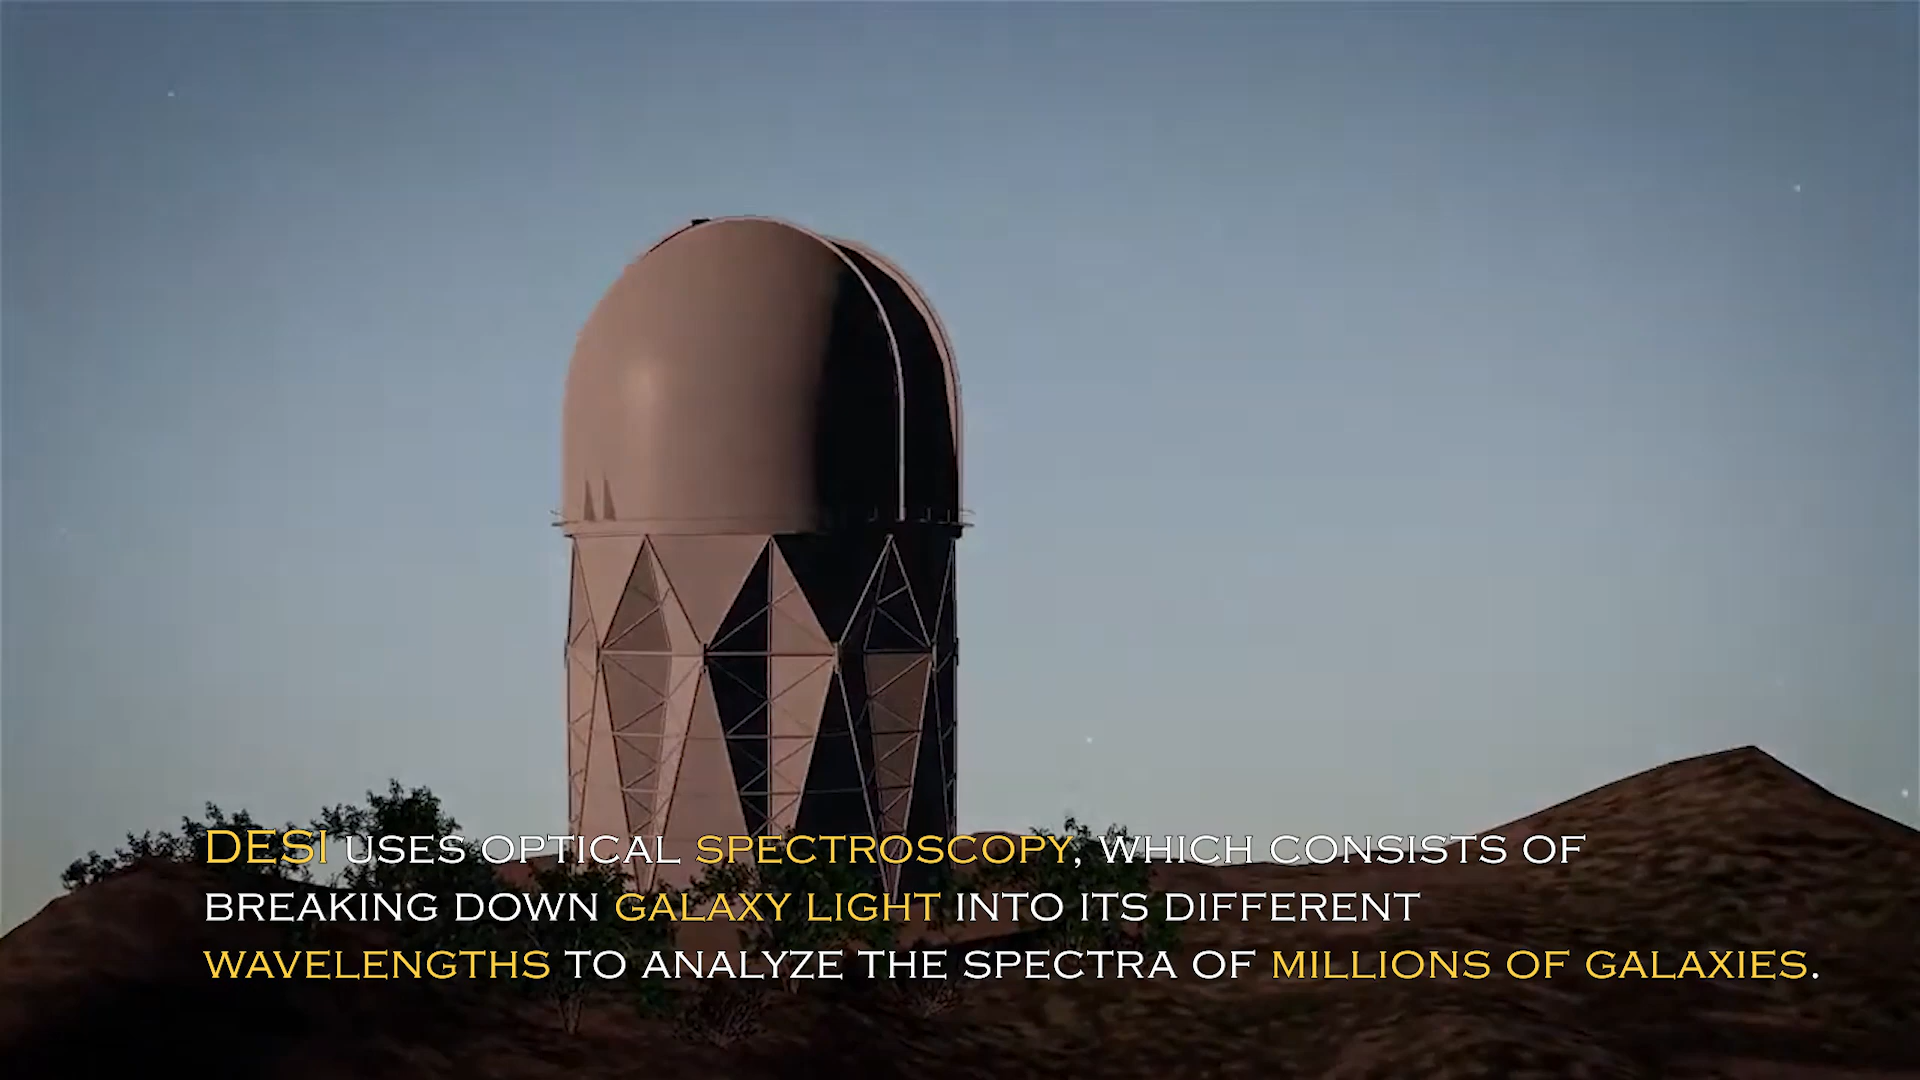 DESI USES OPTICAL SPECTROSCOPY, WHICH CONSISTS OF
BREAKING DOWN GALAXY LIGHT INTO ITS DIFFERENT
WAVELENGTHS TO ANALYZE THE SPECTRA OF MILLIONS OF GALAXIES.